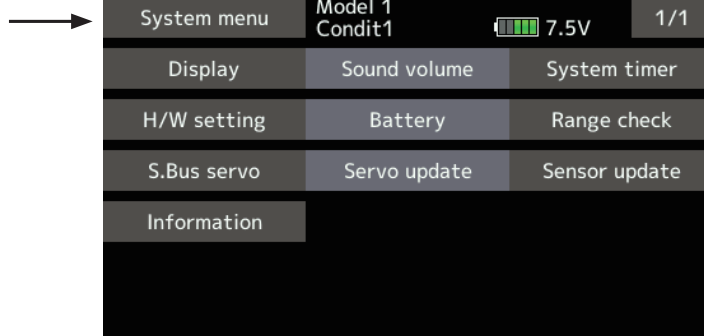 System menu
Model 1
Condit1
7.5V
1/1
Display
Sound volume
System timer
H/W setting
Battery
Range check
S.Bus servo
Servo update
Sensor update
Information